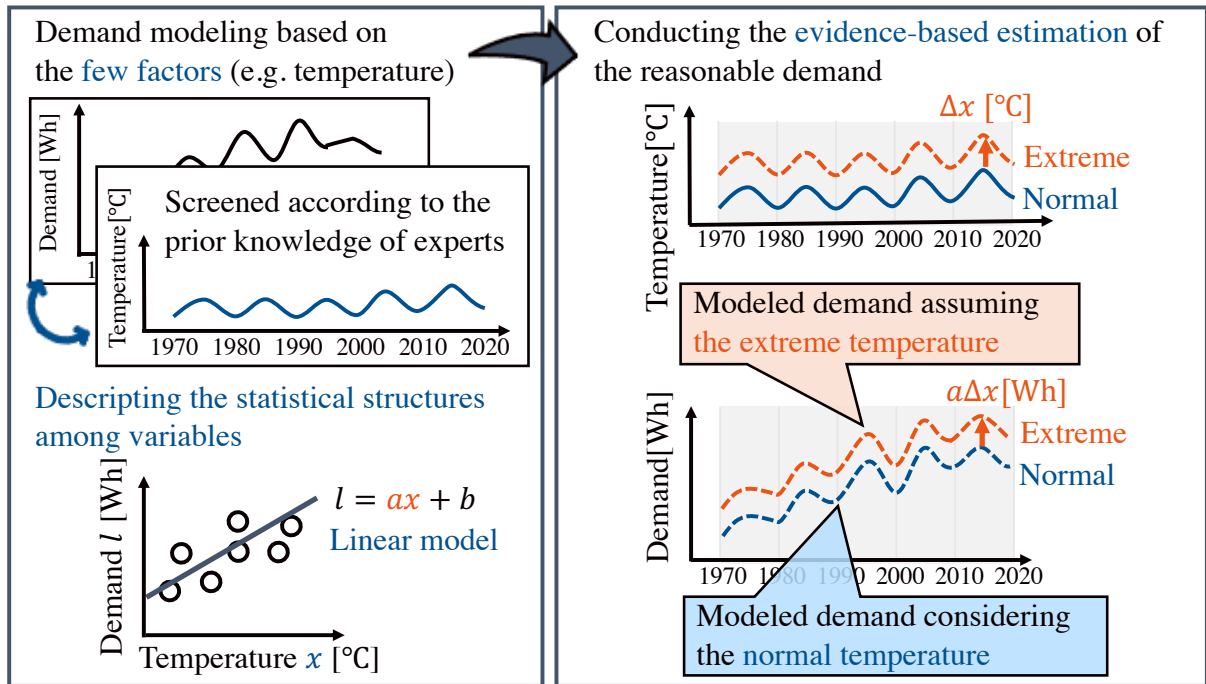 Demand modeling based on
the few factors (e.g. temperature)
Demand [Wh]
1
Screened according to the
prior knowledge of experts
Temperature[°C]
1970 1980 1990 2000 2010 2020
Descripting the statistical structures
among variables
Demand l [Wh]
l = ax + b
Linear model
Temperature x [°C]
Conducting the evidence-based estimation of
the reasonable demand
Δx [°C]
Temperature[°C]
Extreme
Normal
1970 1980 1990 2000 2010 2020
Modeled demand assuming
the extreme temperature
aΔx[Wh]
Demand[Wh]
Extreme
Normal
1970 1980 1990 2000 2010 2020
Modeled demand considering
the normal temperature